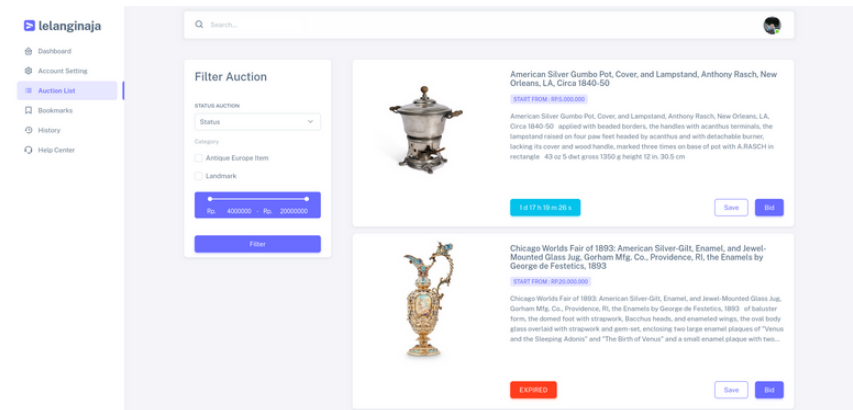 lelanginaja
Search...
Dashboard
Account Setting
Auction List
Bookmarks
History
Help Center
Filter Auction
STATUS AUCTION
Status
Category
Antique Europe Item
Landmark
Rp. 4000000 - Rp. 20000000
Filter
American Silver Gumbo Pot, Cover, and Lampstand, Anthony Rasch, New
Orleans, LA, Circa 1840-50
START FROM : RP.5.000.000
American Silver Gumbo Pot, Cover, and Lampstand, Anthony Rasch, New Orleans, LA,
Circa 1840-50 applied with beaded borders, the handles with acanthus terminals, the
lampstand raised on four paw feet headed by acanthus and with detachable burner,
lacking its cover and wood handle, marked three times on base of pot with A.RASCH in
rectangle 43 oz 5 dwt gross 1350 g height 12 in. 30.5 cm
1 d 17 h 19 m 26 s
Save
Bid
Chicago Worlds Fair of 1893: American Silver-Gilt, Enamel, and Jewel-
Mounted Glass Jug, Gorham Mfg. Co., Providence, RI, the Enamels by
George de Festetics, 1893
START FROM : RP.20.000.000
Chicago Worlds Fair of 1893: American Silver-Gilt, Enamel, and Jewel-Mounted Glass Jug,
Gorham Mfg. Co., Providence, RI, the Enamels by George de Festetics, 1893 of baluster
form, the domed foot with strapwork, Bacchus heads, and enameled wings, the oval body
glass overlaid with strapwork and gem-set, enclosing two large enamel plaques of "Venus
and the Sleeping Adonis" and "The Birth of Venus" and a small enamel plaque with two...
EXPIRED
Save
Bid